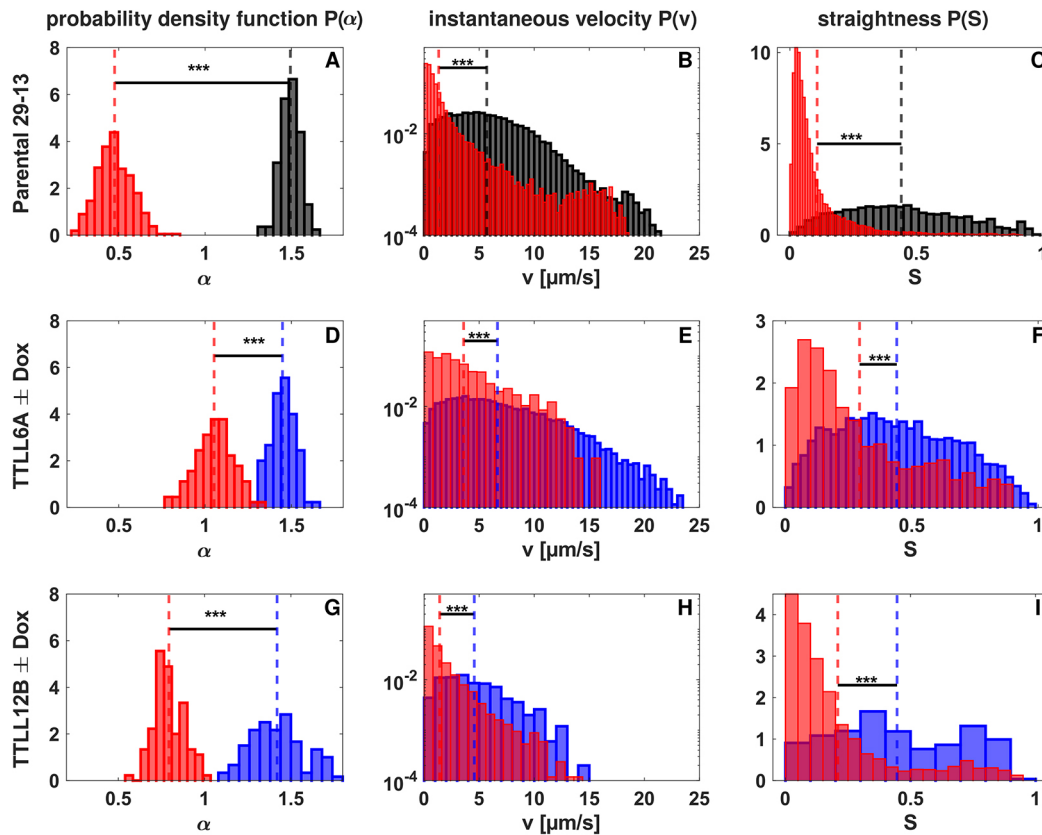 probability density function P(α) instantaneous velocity P(v) straightness P(S)
Parental 29-13
8 6 4 2 0
A
***
0.5 1 1.5
α
10⁻² 10⁻⁴
B
***
0 5 10 15 20 25
v [µm/s]
10 5 0
C
***
0 0.5 1
S
TTLL6A ± Dox
8 6 4 2 0
D
***
0.5 1 1.5
α
10⁻² 10⁻⁴
E
***
0 5 10 15 20 25
v [µm/s]
3 2 1 0
F
***
0 0.5 1
S
TTLL12B ± Dox
8 6 4 2 0
G
***
0.5 1 1.5
α
10⁻² 10⁻⁴
H
***
0 5 10 15 20 25
v [µm/s]
4 3 2 1 0
I
***
0 0.5 1
S